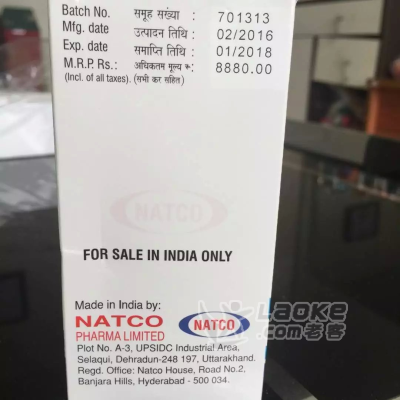 Batch No. समूह संख्या : 701313
Mfg. date उत्पादन तिथि : 02/2016
Exp. date समाप्ति तिथि : 01/2018
M.R.P. Rs.: अधिकतम मूल्य रु: 8880.00
(Incl. of all taxes). (सभी कर सहित)
NATCO
FOR SALE IN INDIA ONLY
Made in India by:
NATCO
PHARMA LIMITED
NATCO
Plot No. A-3, UPSIDC Industrial Area,
Selaqui, Dehradun-248 197, Uttarakhand.
Regd. Office: Natco House, Road No.2,
Banjara Hills, Hyderabad - 500 034.
LAOKE
.com老客